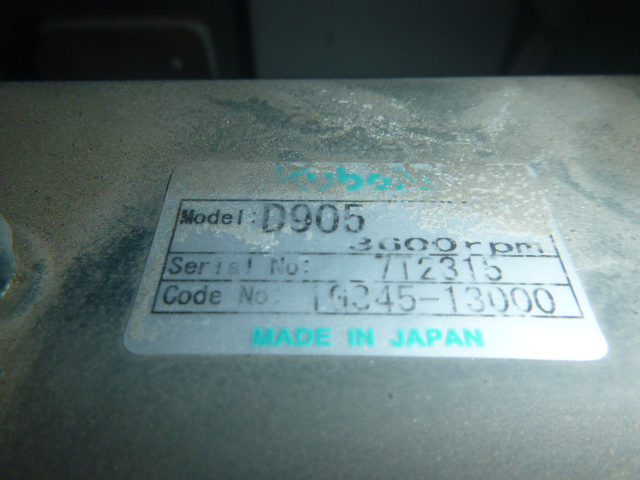 Kubota
Model: D905
3600rpm
Serial No: 712315
Code No: 1G345-13000
MADE IN JAPAN